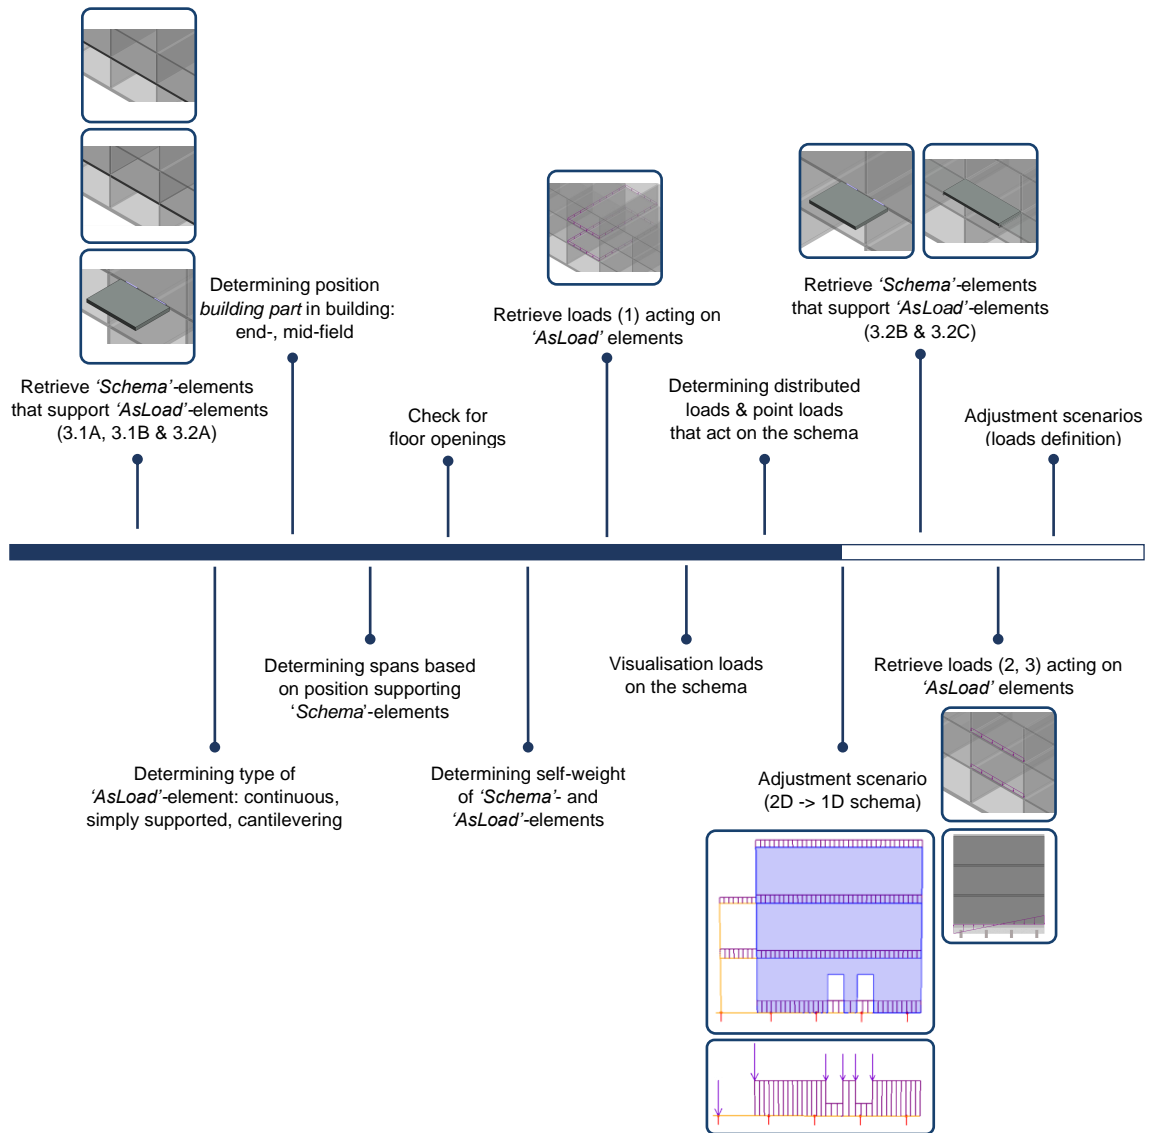 Determining position
building part in building:
end-, mid-field
Retrieve loads (1) acting on
‘AsLoad’ elements
Retrieve ‘Schema’-elements
that support ‘AsLoad’-elements
(3.2B & 3.2C)
Retrieve ‘Schema’-elements
that support ‘AsLoad’-elements
(3.1A, 3.1B & 3.2A)
Check for
floor openings
Determining distributed
loads & point loads
that act on the schema
Adjustment scenarios
(loads definition)
Determining spans based
on position supporting
‘Schema’-elements
Visualisation loads
on the schema
Retrieve loads (2, 3) acting on
‘AsLoad’ elements
Determining type of
‘AsLoad’-element: continuous,
simply supported, cantilevering
Determining self-weight
of ‘Schema’- and
‘AsLoad’-elements
Adjustment scenario
(2D -> 1D schema)